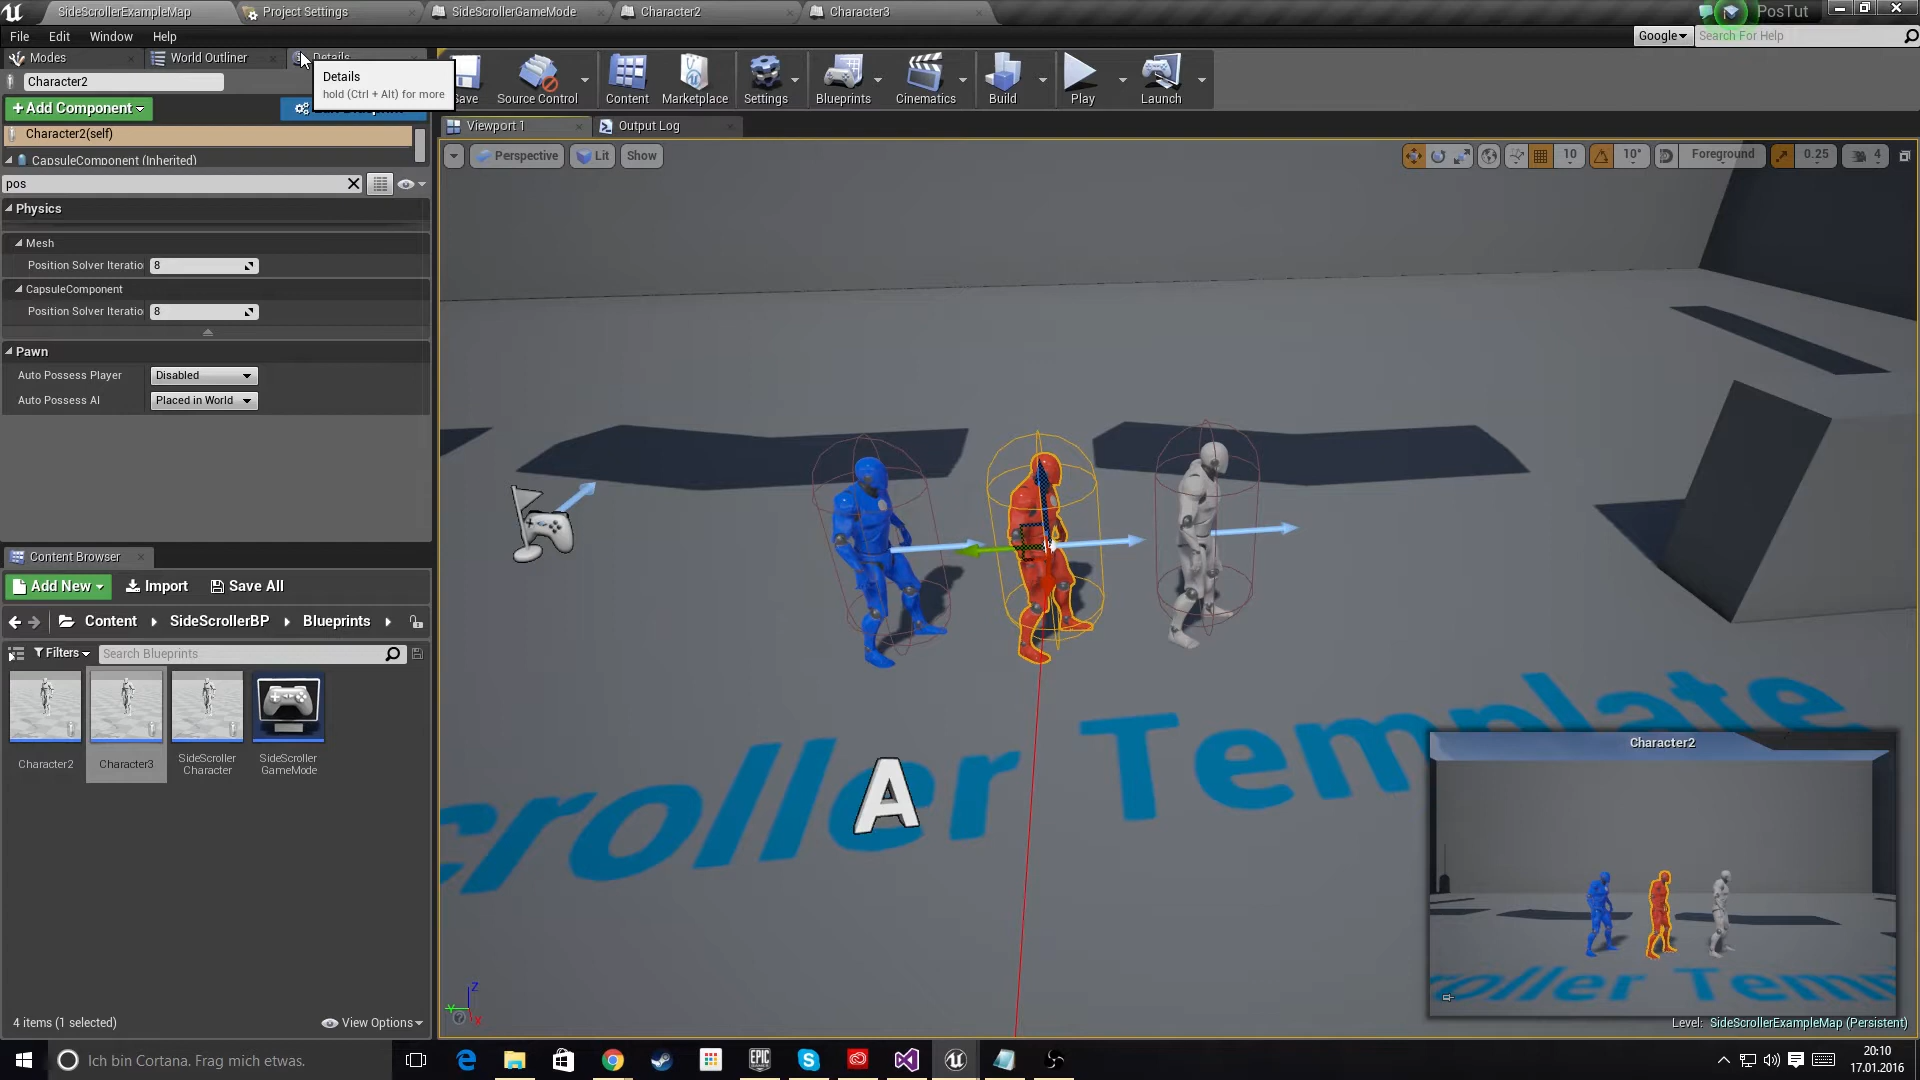 SideScrollerExampleMap
Project Settings
SideScrollerGameMode
Character2
Character3
PosTut
File Edit Window Help
Google
Search For Help
Modes
World Outliner
Details
Details
hold (Ctrl + Alt) for more
Character2
+Add Component
Character2(self)
CapsuleComponent (Inherited)
pos
Physics
Mesh
Position Solver Iteratio 8
CapsuleComponent
Position Solver Iteratio 8
Pawn
Auto Possess Player Disabled
Auto Possess AI Placed in World
Save
Source Control
Content
Marketplace
Settings
Blueprints
Cinematics
Build
Play
Launch
Viewport 1
Output Log
Perspective
Lit
Show
10
10°
Foreground
0.25
4
croller Template
A
Character2
oller Temp
Level: SideScrollerExampleMap (Persistent)
Z
Y
X
Content Browser
Add New
Import
Save All
Content
SideScrollerBP
Blueprints
Filters
Search Blueprints
Character2
Character3
SideScroller
Character
SideScroller
GameMode
4 items (1 selected)
View Options
Ich bin Cortana. Frag mich etwas.
EPIC
20:10
17.01.2016